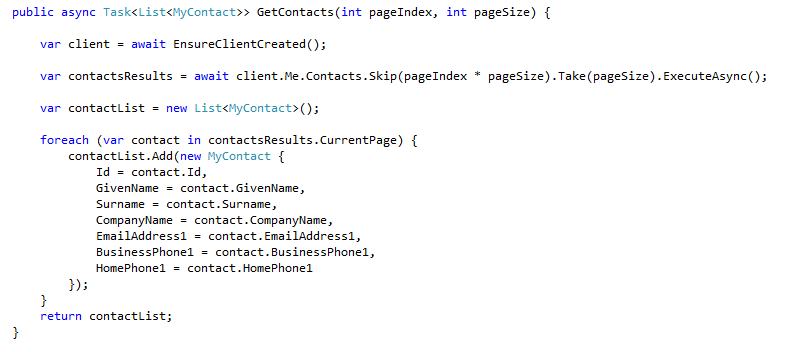 public async Task<List<MyContact>> GetContacts(int pageIndex, int pageSize) {
var client = await EnsureClientCreated();
var contactsResults = await client.Me.Contacts.Skip(pageIndex * pageSize).Take(pageSize).ExecuteAsync();
var contactList = new List<MyContact>();
foreach (var contact in contactsResults.CurrentPage) {
contactList.Add(new MyContact {
Id = contact.Id,
GivenName = contact.GivenName,
Surname = contact.Surname,
CompanyName = contact.CompanyName,
EmailAddress1 = contact.EmailAddress1,
BusinessPhone1 = contact.BusinessPhone1,
HomePhone1 = contact.HomePhone1
});
}
return contactList;
}